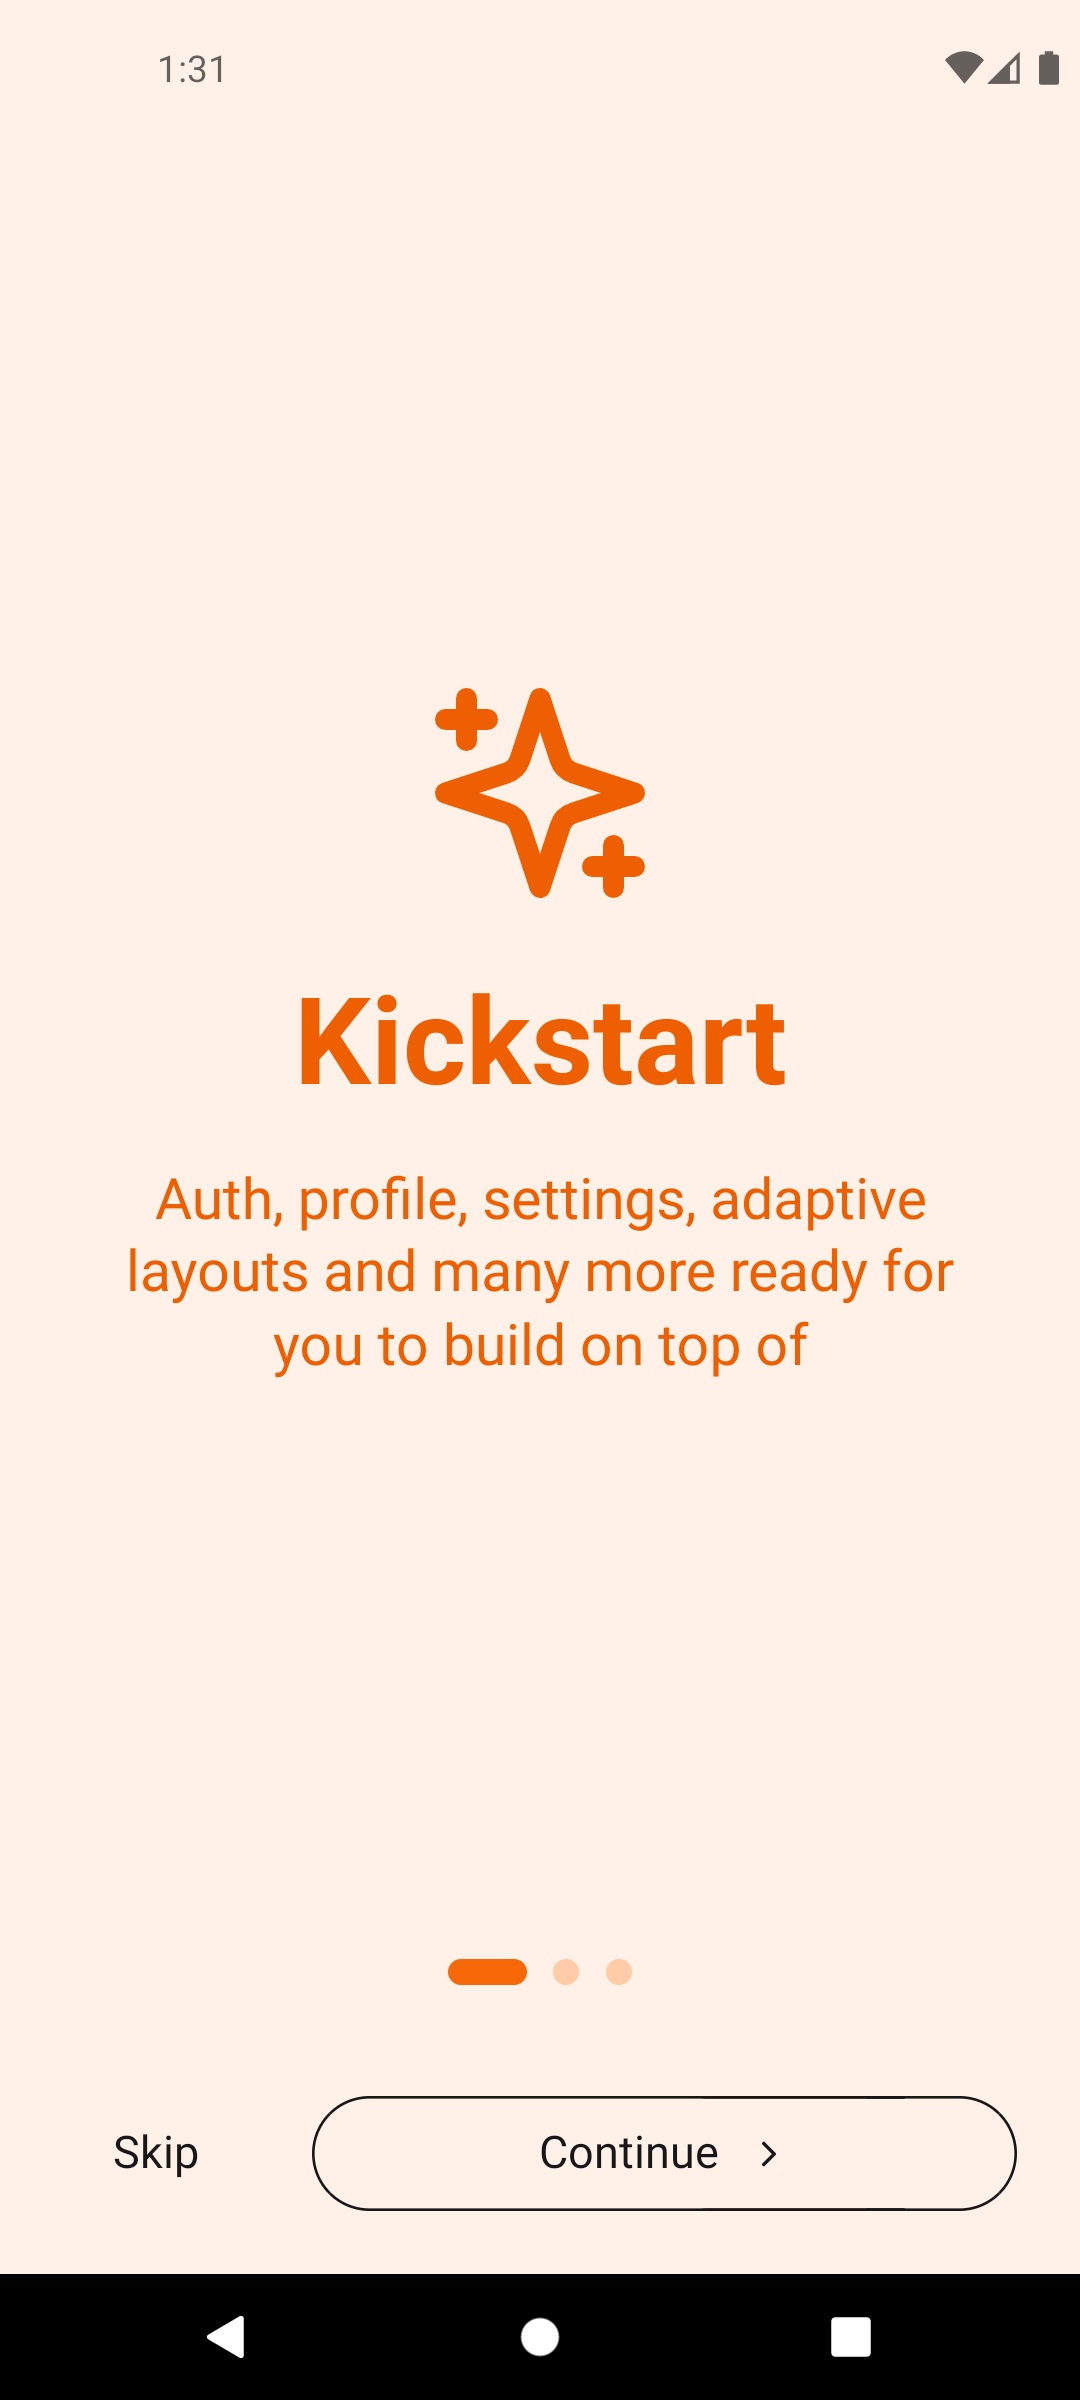 1:31
Kickstart
Auth, profile, settings, adaptive
layouts and many more ready for
you to build on top of
Skip
Continue